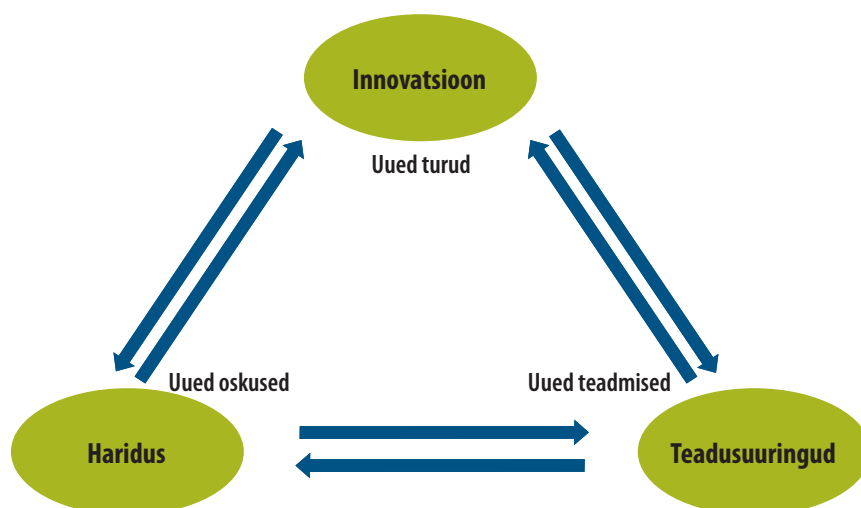 Innovatsioon
Uued turud
Uued oskused
Uued teadmised
Haridus
Teadusuuringud